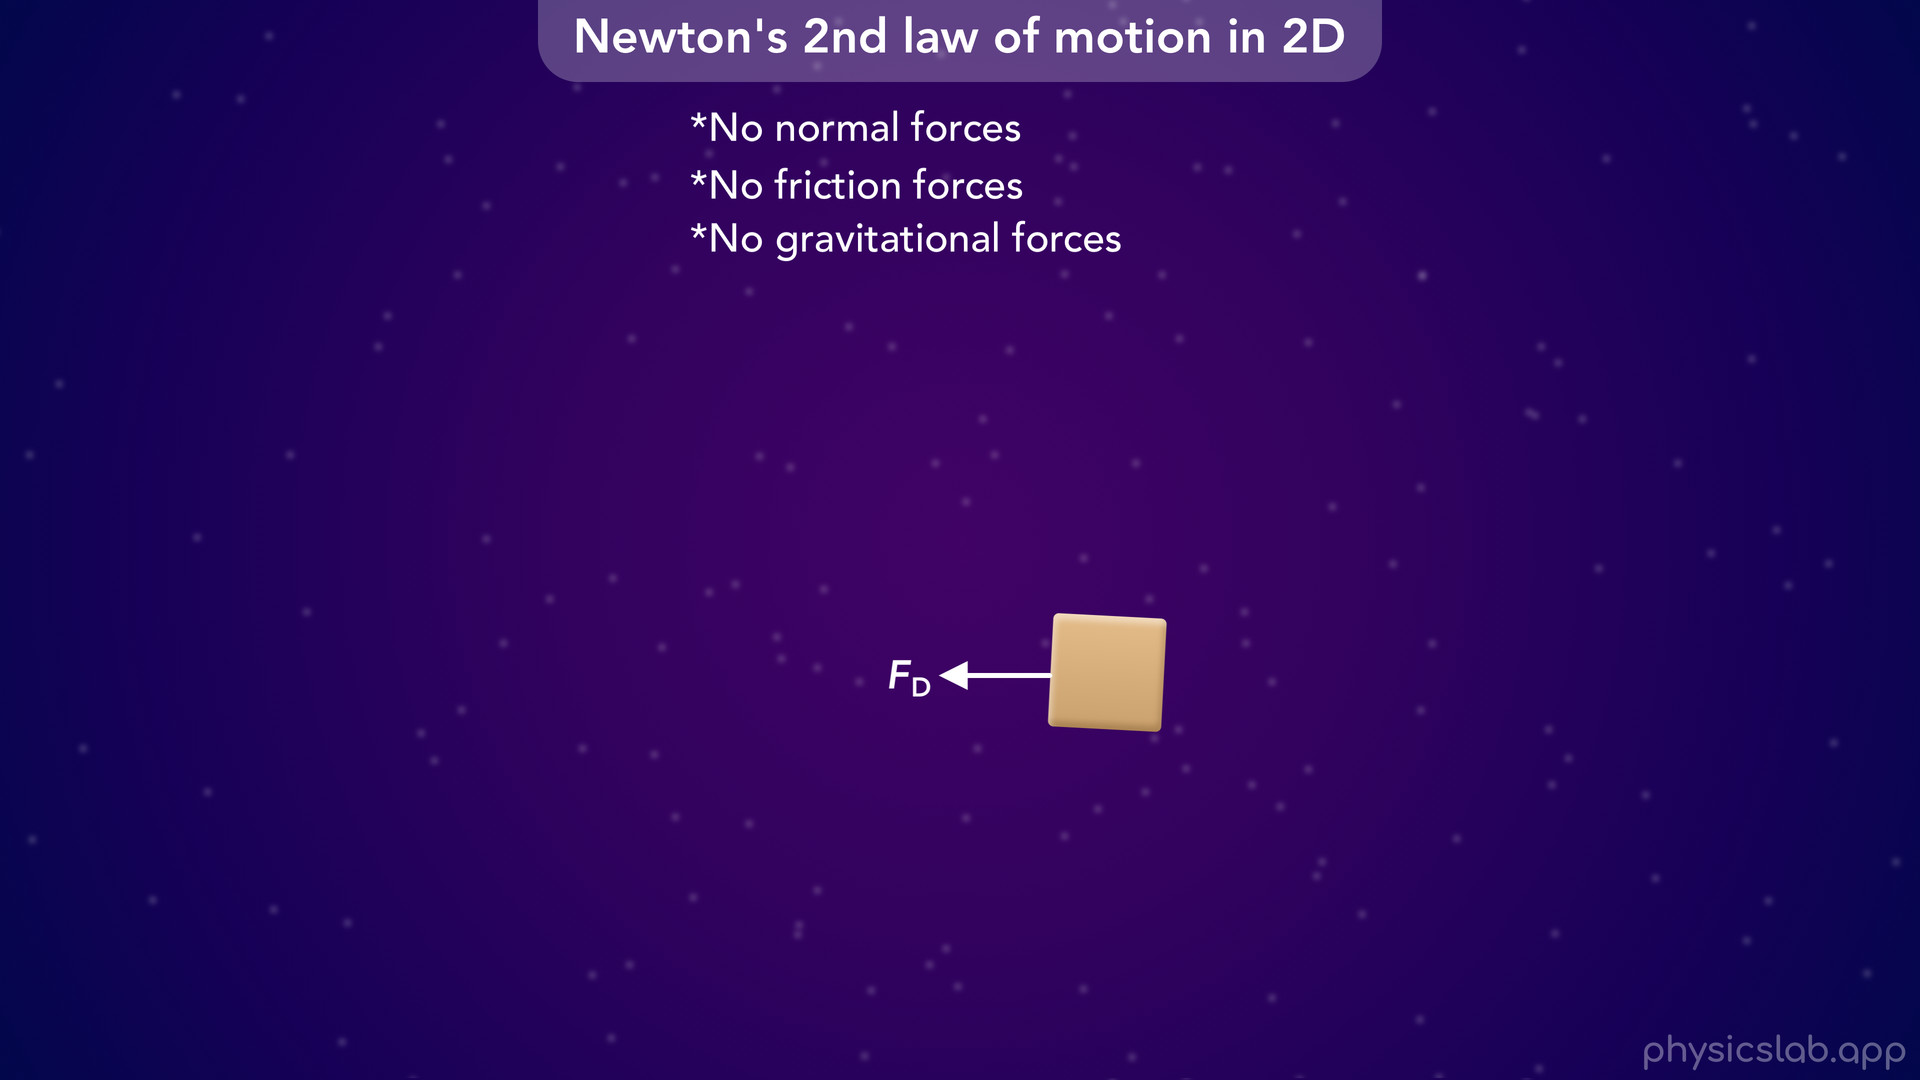 Newton's 2nd law of motion in 2D
*No normal forces
*No friction forces
*No gravitational forces
FD
physicslab.app